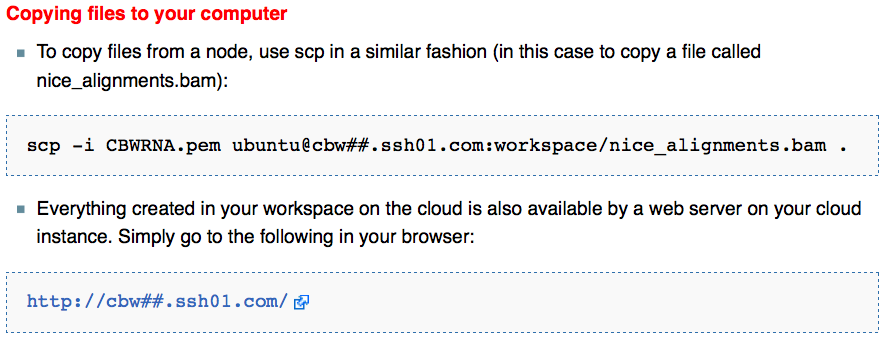 Copying files to your computer
To copy files from a node, use scp in a similar fashion (in this case to copy a file called
nice_alignments.bam):
scp -i CBWRNA.pem ubuntu@cbw##.ssh01.com:workspace/nice_alignments.bam .
Everything created in your workspace on the cloud is also available by a web server on your cloud
instance. Simply go to the following in your browser:
http://cbw##.ssh01.com/